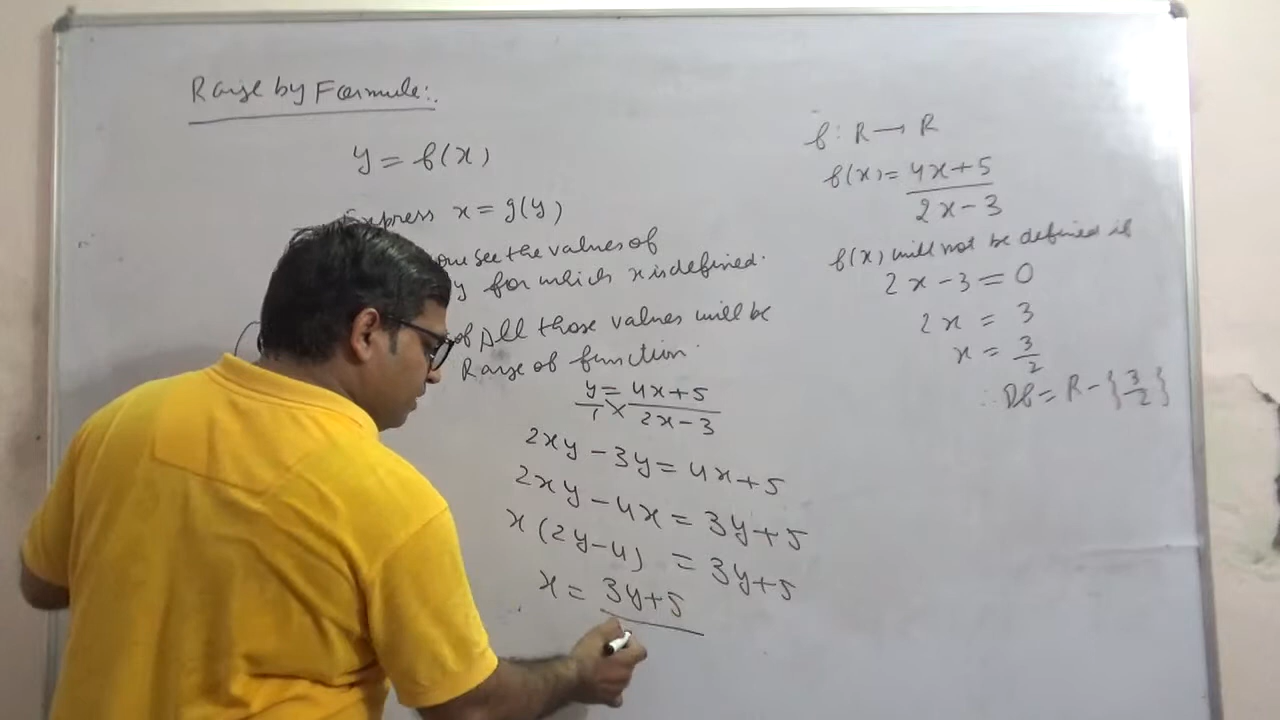 Range by Formula:.
y = f(x)
Express x = g(y)
see the values of
y for which x is defined.
of All those values will be
Range of function.
y/1 × = (4x+5)/(2x-3)
2xy - 3y = 4x+5
2xy - 4x = 3y+5
x(2y-4) = 3y+5
x = 3y+5
f: R → R
f(x) = (4x+5)/(2x-3)
f(x) will not be defined if
2x - 3 = 0
2x = 3
x = 3/2
∴ Df = R - {3/2}